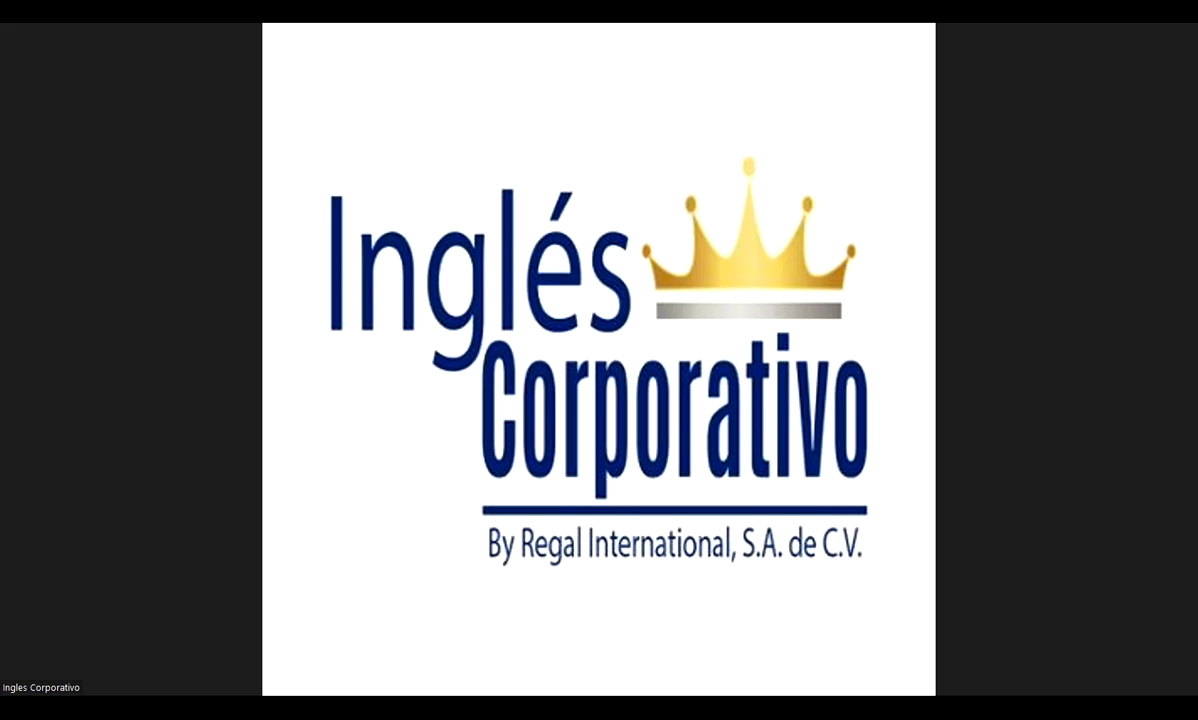 Inglés
Corporativo
By Regal International, S.A. de C.V.
Ingles Corporativo